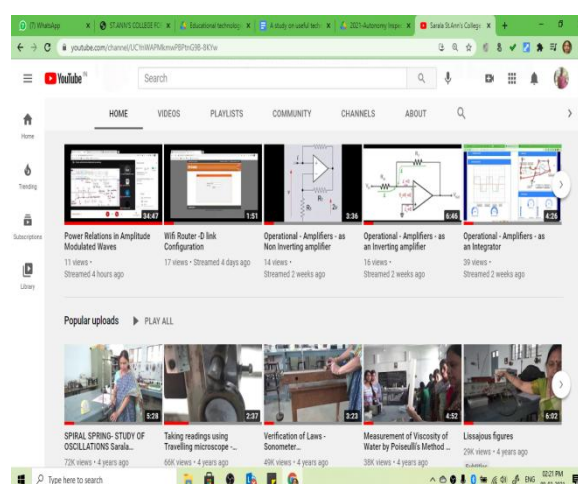 (7) WhatsApp
ST.ANN'S COLLEGE FO
Educational technology
A study on useful tech
2021-Autonomy Inspe
Sarala St.Ann's College
youtube.com/channel/UC
YouTube IN
Search
HOME VIDEOS PLAYLISTS COMMUNITY CHANNELS ABOUT
Home
Trending
Subscriptions
Library
34:47
Power Relations in Amplitude
Modulated Waves
11 views •
Streamed 4 hours ago
1:51
Wifi Router -D link
Configuration
17 views • Streamed 4 days ago
3:36
Operational - Amplifiers - as
Non Inverting amplifier
14 views •
Streamed 2 weeks ago
6:46
Operational - Amplifiers - as
an Inverting amplifier
16 views •
Streamed 2 weeks ago
4:26
Operational - Amplifiers - as
an Integrator
39 views •
Streamed 2 weeks ago
Popular uploads PLAY ALL
5:28
SPIRAL SPRING- STUDY OF
OSCILLATIONS Sarala...
72K views • 4 years ago
2:37
Taking readings using
Travelling microscope -...
66K views • 4 years ago
3:23
Verification of Laws -
Sonometer...
49K views • 4 years ago
4:52
Measurement of Viscosity of
Water by Poiseuilli's Method ...
38K views • 4 years ago
6:02
Lissajous figures
29K views • 4 years ago
Type here to search
ENG
02:21 PM